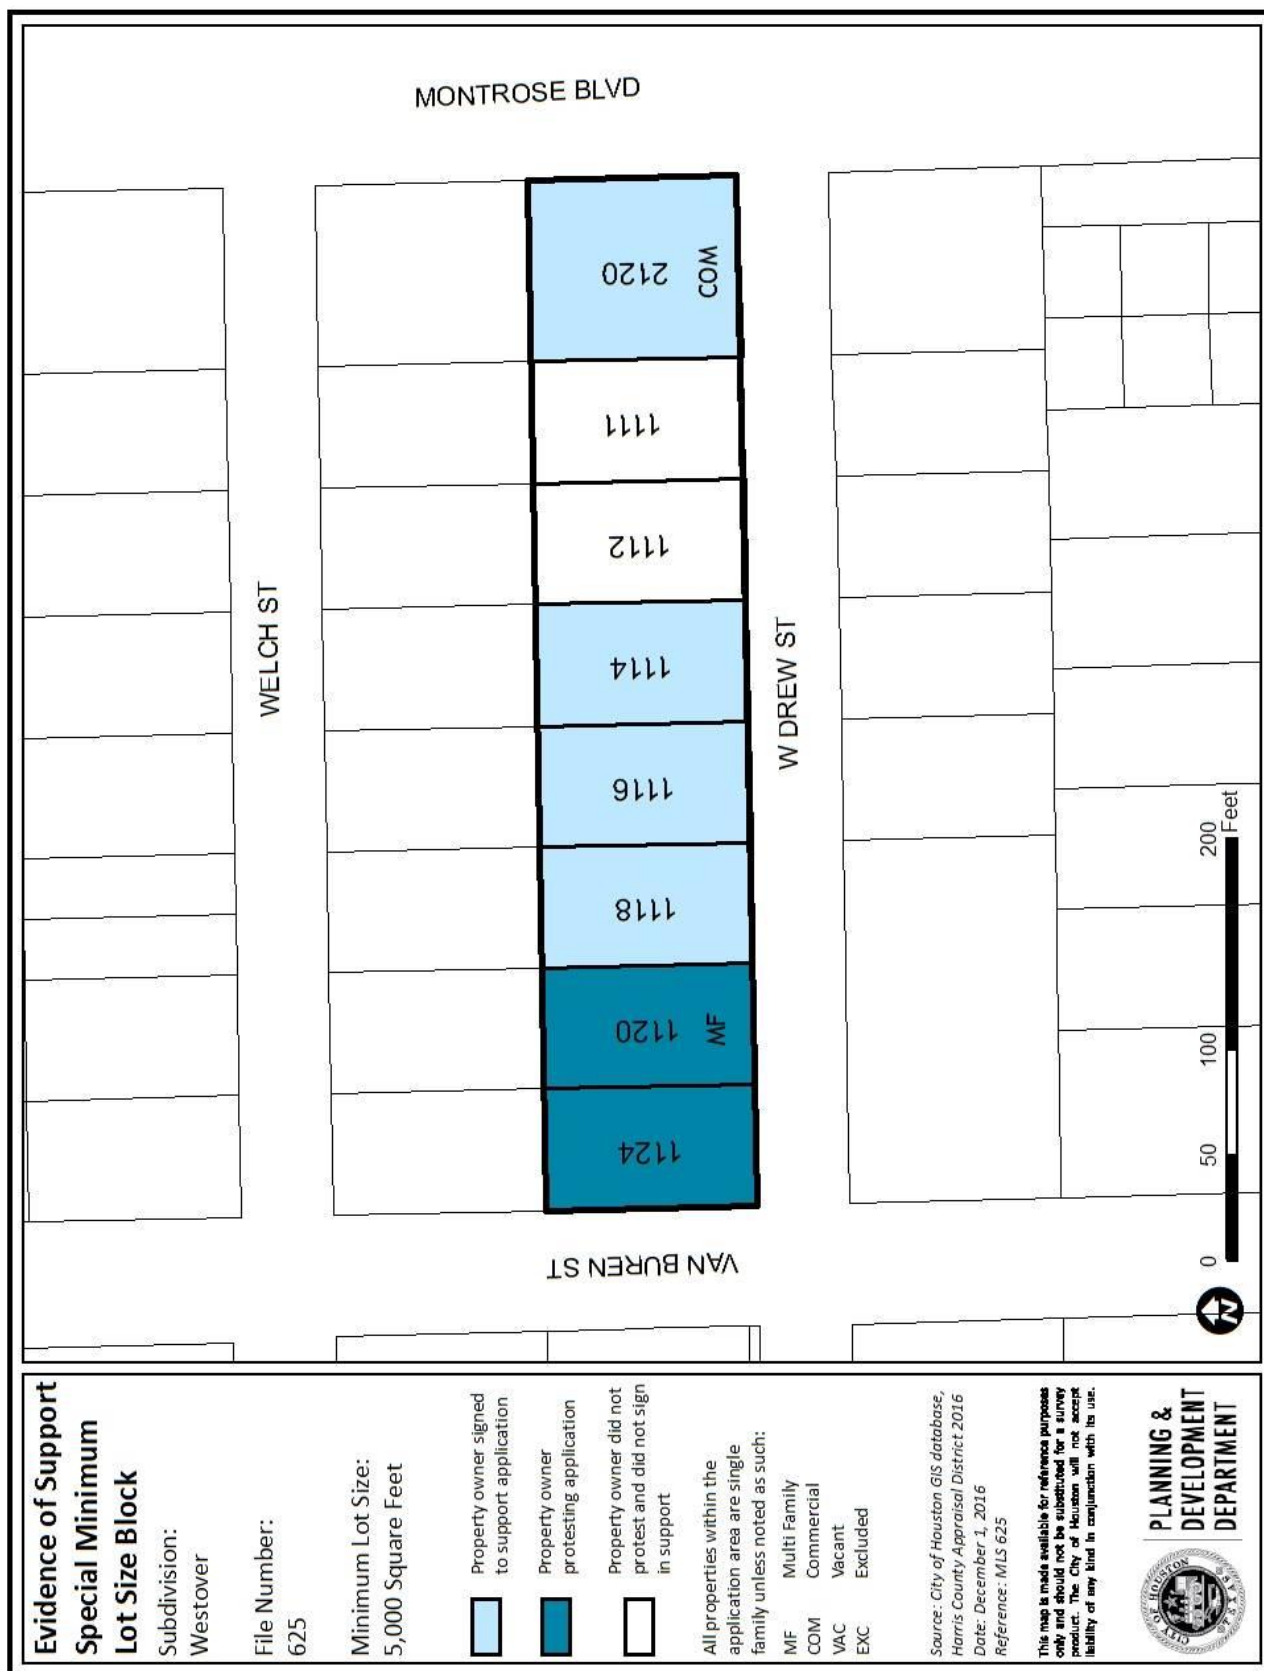 Evidence of Support
Special Minimum
Lot Size Block
Subdivision:
Westover
File Number:
625
Minimum Lot Size:
5,000 Square Feet
Property owner signed
to support application
Property owner
protesting application
Property owner did not
protest and did not sign
in support
All properties within the
application area are single
family unless noted as such:
MF Multi Family
COM Commercial
VAC Vacant
EXC Excluded
Source: City of Houston GIS database,
Harris County Appraisal District 2016
Date: December 1, 2016
Reference: MLS 625
This map is made available for reference purposes
only and should not be substituted for a survey
product. The City of Houston will not accept
liability of any kind in conjunction with its use.
CITY OF HOUSTON
TEXAS
PLANNING &
DEVELOPMENT
DEPARTMENT
MONTROSE BLVD
WELCH ST
W DREW ST
VAN BUREN ST
1124
1120
MF
1118
1116
1114
1112
1111
2120
COM
N
0 50 100 200
Feet